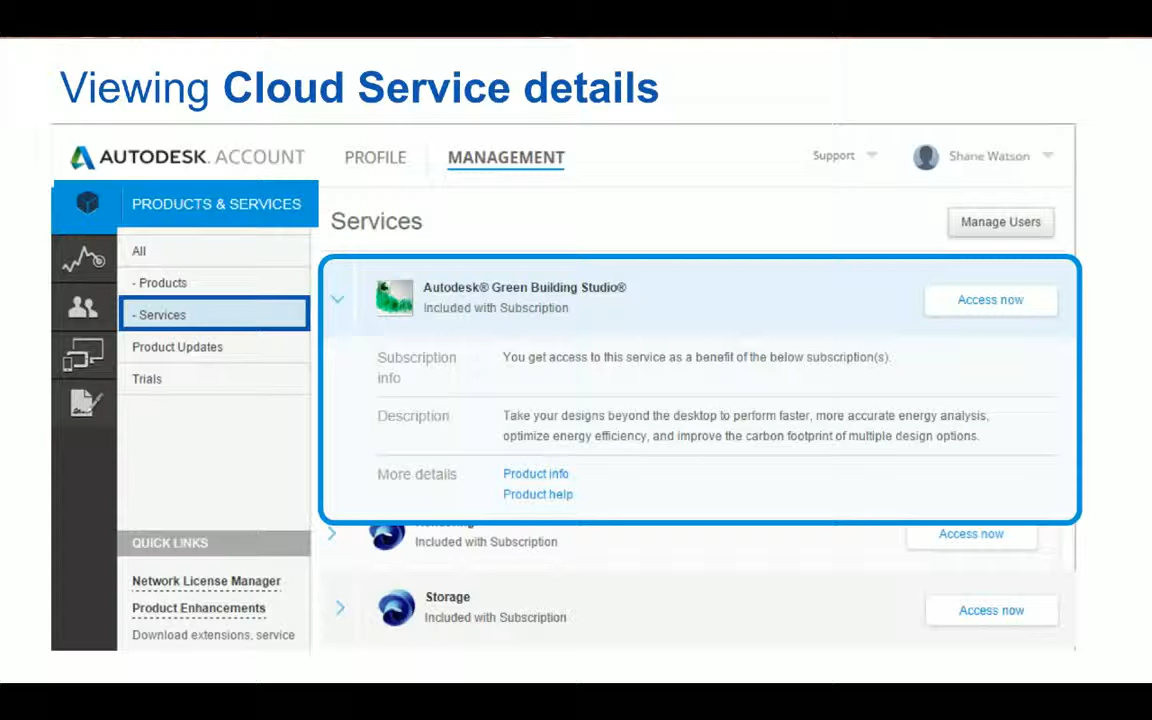 Viewing Cloud Service details
AUTODESK. ACCOUNT
PROFILE
MANAGEMENT
Support
Shane Watson
PRODUCTS & SERVICES
All
- Products
- Services
Product Updates
Trials
QUICK LINKS
Network License Manager
Product Enhancements
Download extensions, service
Services
Manage Users
Autodesk® Green Building Studio®
Included with Subscription
Access now
Subscription
info
You get access to this service as a benefit of the below subscription(s).
Description
Take your designs beyond the desktop to perform faster, more accurate energy analysis,
optimize energy efficiency, and improve the carbon footprint of multiple design options.
More details
Product info
Product help
Included with Subscription
Access now
Storage
Included with Subscription
Access now